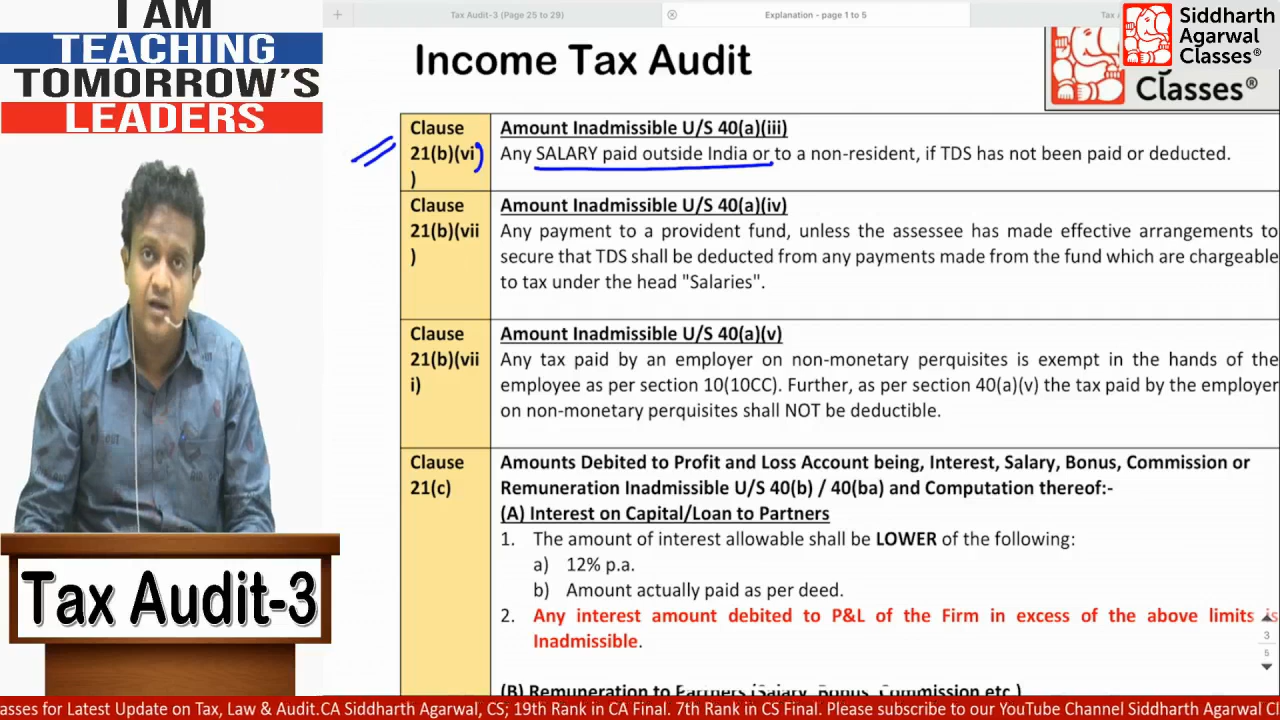 I AM
TEACHING
TOMORROW'S
LEADERS
Tax Audit-3 (Page 25 to 29)
Explanation - page 1 to 5
Tax
Siddharth
Agarwal
Classes®
Income Tax Audit
Classes®
Clause
21(b)(vi
)
Amount Inadmissible U/S 40(a)(iii)
Any SALARY paid outside India or to a non-resident, if TDS has not been paid or deducted.
Clause
21(b)(vii
)
Amount Inadmissible U/S 40(a)(iv)
Any payment to a provident fund, unless the assessee has made effective arrangements to
secure that TDS shall be deducted from any payments made from the fund which are chargeable
to tax under the head "Salaries".
Clause
21(b)(vii
i)
Amount Inadmissible U/S 40(a)(v)
Any tax paid by an employer on non-monetary perquisites is exempt in the hands of the
employee as per section 10(10CC). Further, as per section 40(a)(v) the tax paid by the employer
on non-monetary perquisites shall NOT be deductible.
Clause
21(c)
Amounts Debited to Profit and Loss Account being, Interest, Salary, Bonus, Commission or
Remuneration Inadmissible U/S 40(b) / 40(ba) and Computation thereof:-
(A) Interest on Capital/Loan to Partners
1. The amount of interest allowable shall be LOWER of the following:
a) 12% p.a.
b) Amount actually paid as per deed.
2. Any interest amount debited to P&L of the Firm in excess of the above limits is
Inadmissible.
(B) Remuneration to Partners (Salary, Bonus, Commission etc.)
3
5
Tax Audit-3
lasses for Latest Update on Tax, Law & Audit.CA Siddharth Agarwal, CS; 19th Rank in CA Final. 7th Rank in CS Final. Please subscribe to our YouTube Channel Siddharth Agarwal Cl